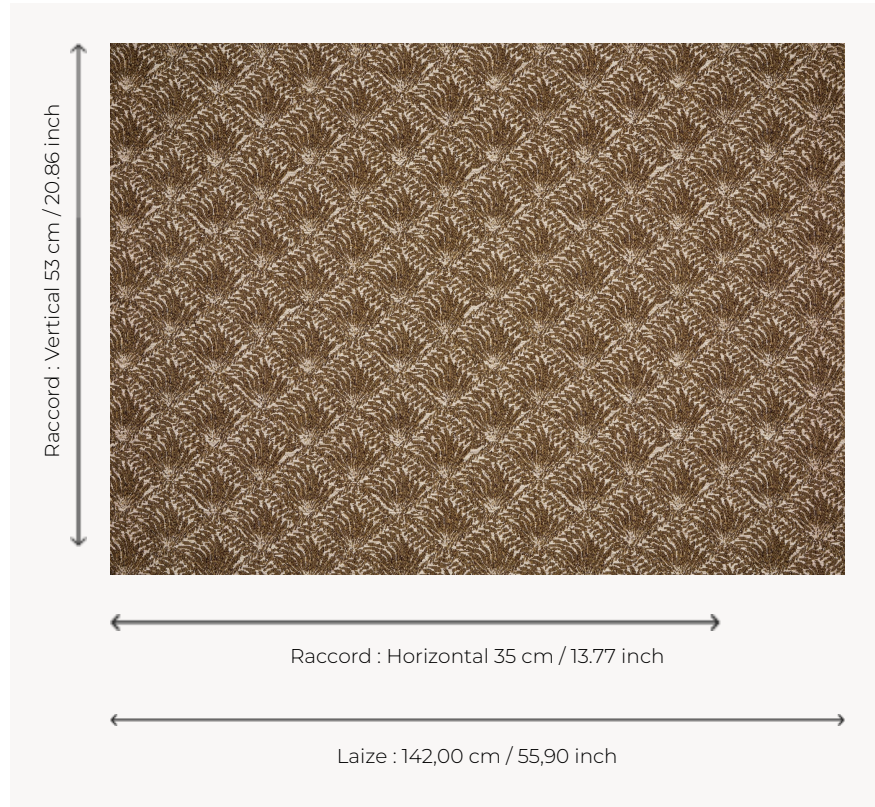 Raccord : Vertical 53 cm / 20.86 inch
Raccord : Horizontal 35 cm / 13.77 inch
Laize : 142,00 cm / 55,90 inch